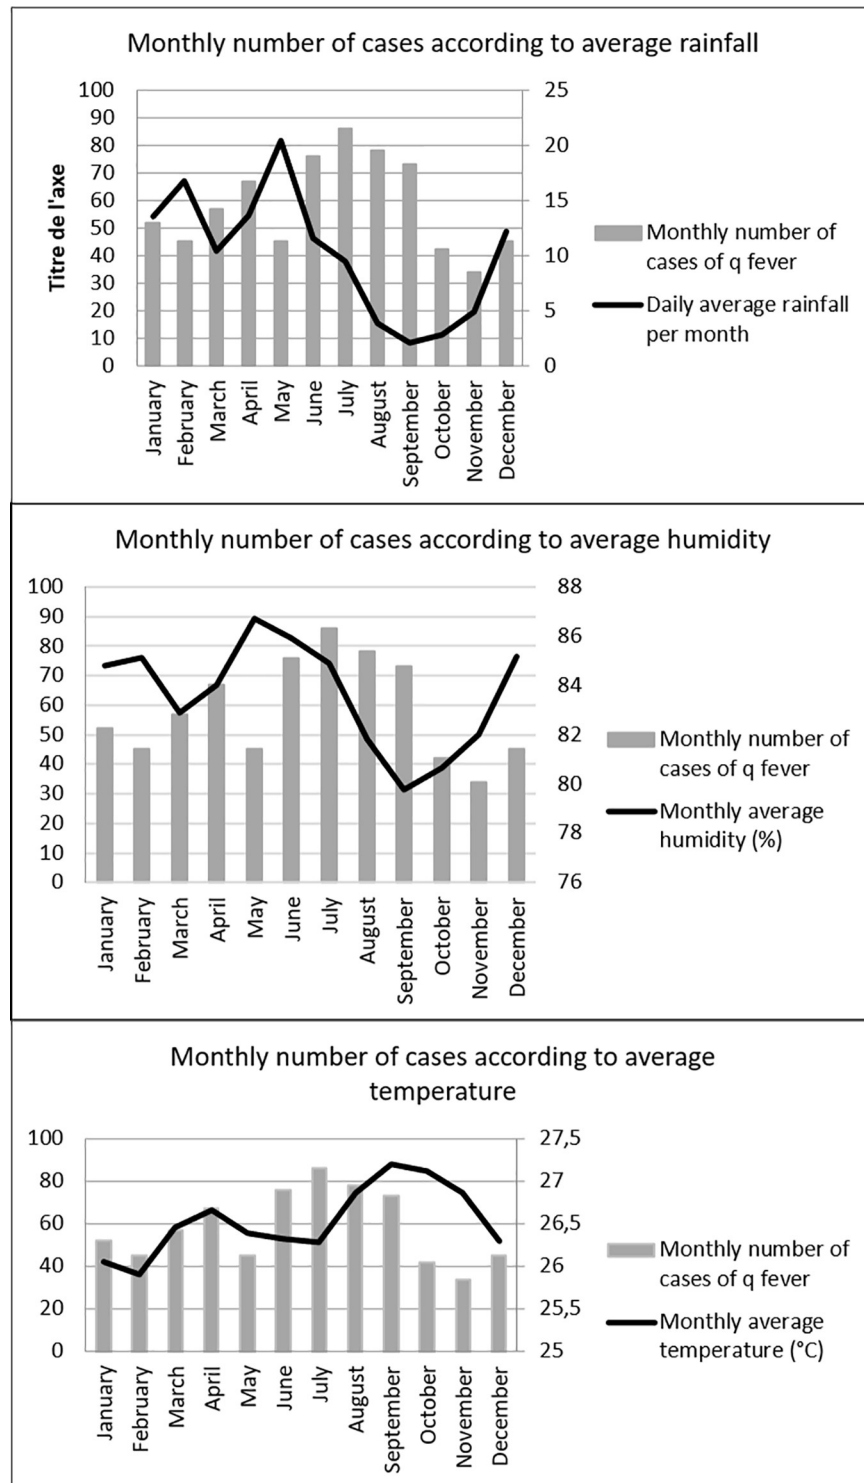 Monthly number of cases according to average rainfall
100
90
80
70
60
50
40
30
20
10
0
Titre de l'axe
25
20
15
10
5
0
January
February
March
April
May
June
July
August
September
October
November
December
Monthly number of
cases of q fever
Daily average rainfall
per month
Monthly number of cases according to average humidity
100
90
80
70
60
50
40
30
20
10
0
88
86
84
82
80
78
76
January
February
March
April
May
June
July
August
September
October
November
December
Monthly number of
cases of q fever
Monthly average
humidity (%)
Monthly number of cases according to average
temperature
100
80
60
40
20
0
27,5
27
26,5
26
25,5
25
January
February
March
April
May
June
July
August
September
October
November
December
Monthly number of
cases of q fever
Monthly average
temperature (°C)